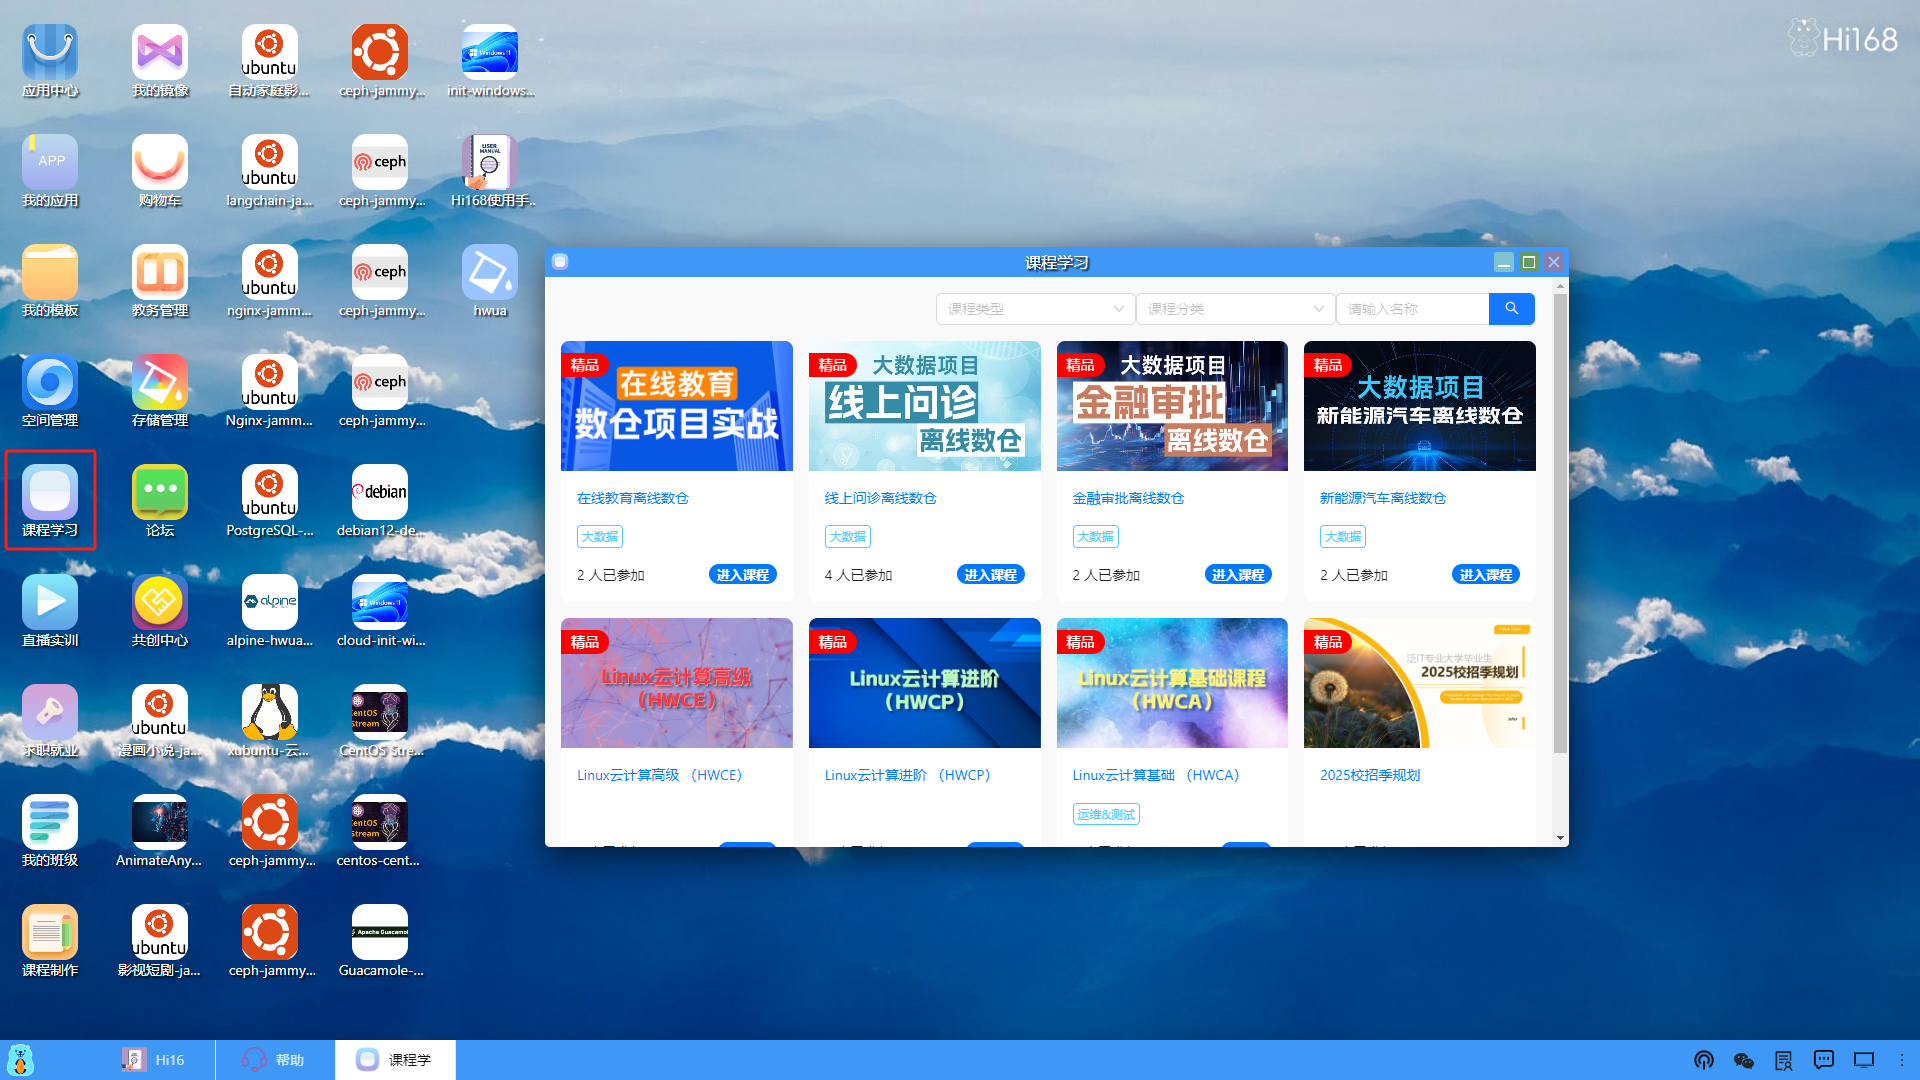 Hi168
应用中心
我的镜像
自动家庭影...
ceph-jammy...
init-windows...
我的应用
购物车
langchain-ja...
ceph-jammy...
Hi168使用手...
我的模板
教务管理
nginx-jamm...
ceph-jammy...
hwua
空间管理
存储管理
Nginx-jamm...
ceph-jammy...
课程学习
论坛
PostgreSQL-...
debian12-de...
直播实训
共创中心
alpine-hwua...
cloud-init-wi...
求职就业
漫画小说-ja...
xubuntu-云...
CentOS Stre...
我的班级
AnimateAny...
ceph-jammy...
centos-cent...
课程制作
影视短剧-ja...
ceph-jammy...
Guacamole-...
ubuntu
Windows 11
APP
USER
MANUAL
ubuntu
ceph
ubuntu
ceph
ubuntu
ceph
ubuntu
debian
alpine
Windows 11
ubuntu
CentOS
Stream
CentOS
Stream
ubuntu
Apache Guacamol
课程学习
课程类型
课程分类
请输入名称
精品
在线教育
数仓项目实战
在线教育离线数仓
大数据
2 人已参加
进入课程
精品
大数据项目
线上问诊
离线数仓
线上问诊离线数仓
大数据
4 人已参加
进入课程
精品
大数据项目
金融审批
离线数仓
金融审批离线数仓
大数据
2 人已参加
进入课程
精品
大数据项目
新能源汽车离线数仓
新能源汽车离线数仓
大数据
2 人已参加
进入课程
精品
Linux云计算高级
（HWCE）
Linux云计算高级 （HWCE）
精品
Linux云计算进阶
（HWCP）
Linux云计算进阶 （HWCP）
精品
Linux云计算基础课程
（HWCA）
Linux云计算基础 （HWCA）
运维&测试
精品
泛IT专业大学毕业生
2025校招季规划
2025校招季规划
Hi16
帮助
课程学